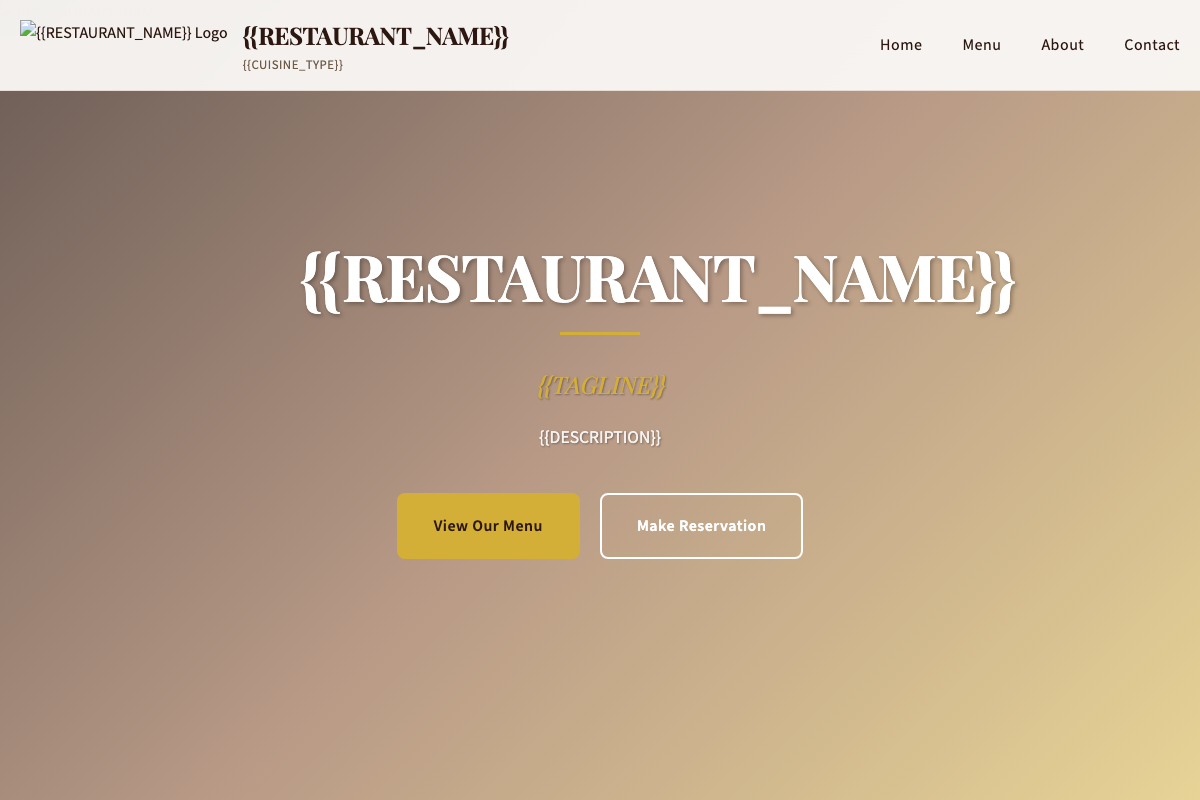 {{RESTAURANT_NAME}} Logo
{{RESTAURANT_NAME}}
{{CUISINE_TYPE}}
Home Menu About Contact
{{RESTAURANT_NAME}}
{{TAGLINE}}
{{DESCRIPTION}}
View Our Menu
Make Reservation